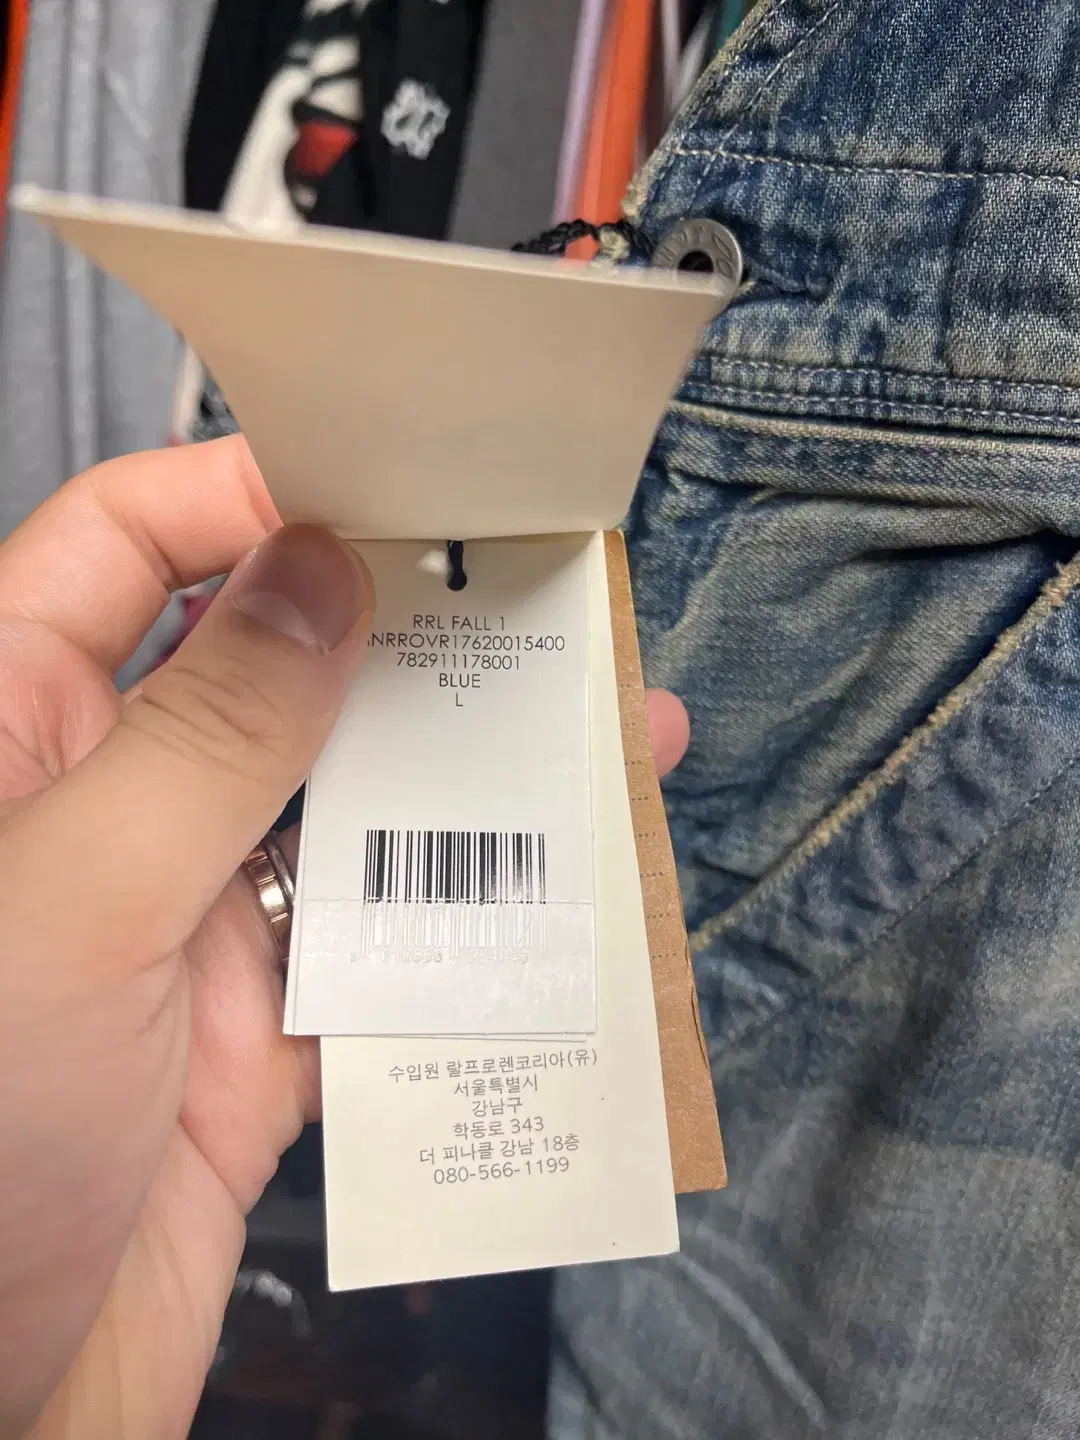 RRL FALL 1
NRROVR17620015400
782911178001
BLUE
L
수입원 랄프로렌코리아(유)
서울특별시
강남구
학동로 343
더 피나클 강남 18층
080-566-1199